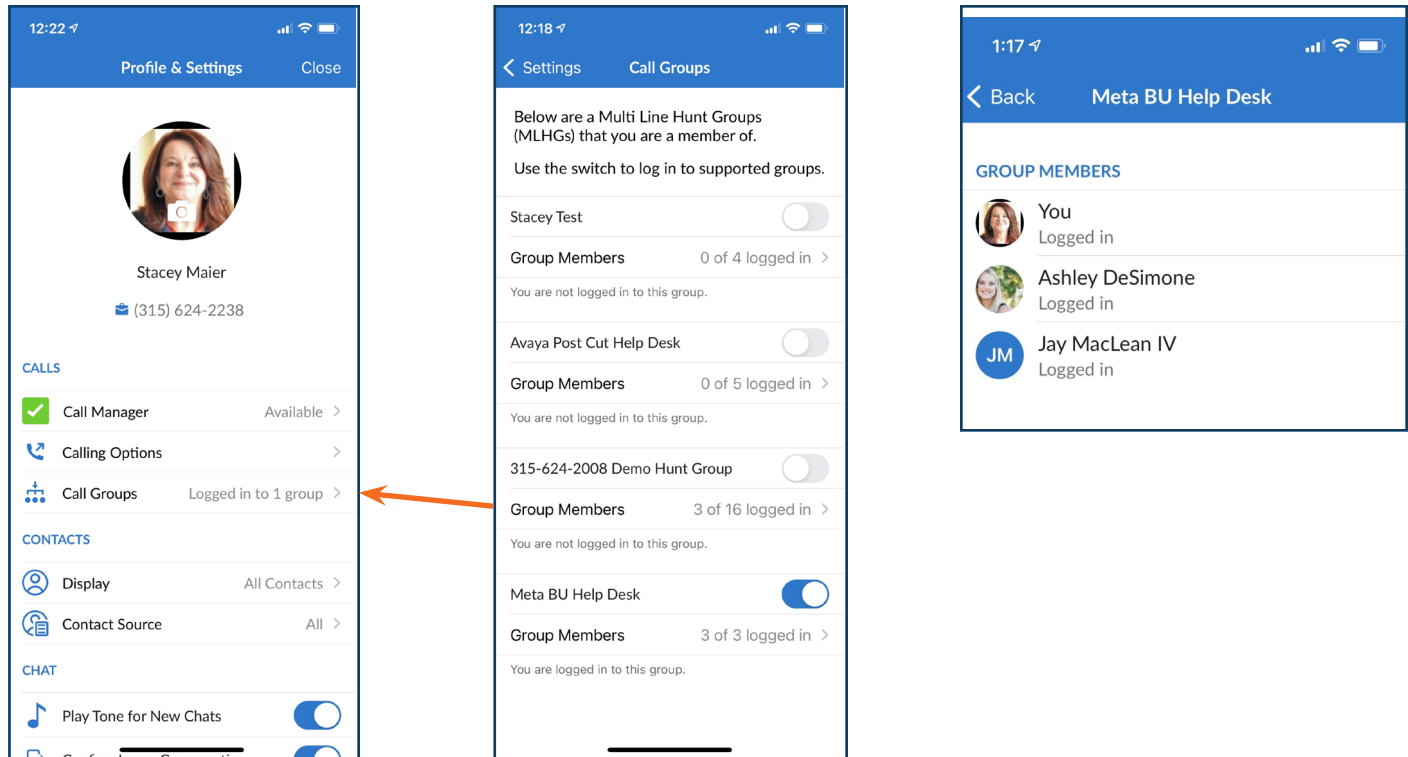 12:22
Profile & Settings
Close
Stacey Maier
(315) 624-2238
CALLS
Call Manager Available
Calling Options
Call Groups Logged in to 1 group
CONTACTS
Display All Contacts
Contact Source All
CHAT
Play Tone for New Chats
12:18
Settings
Call Groups
Below are a Multi Line Hunt Groups
(MLHGs) that you are a member of.
Use the switch to log in to supported groups.
Stacey Test
Group Members 0 of 4 logged in
You are not logged in to this group.
Avaya Post Cut Help Desk
Group Members 0 of 5 logged in
You are not logged in to this group.
315-624-2008 Demo Hunt Group
Group Members 3 of 16 logged in
You are not logged in to this group.
Meta BU Help Desk
Group Members 3 of 3 logged in
You are logged in to this group.
1:17
Back
Meta BU Help Desk
GROUP MEMBERS
You
Logged in
Ashley DeSimone
Logged in
JM
Jay MacLean IV
Logged in